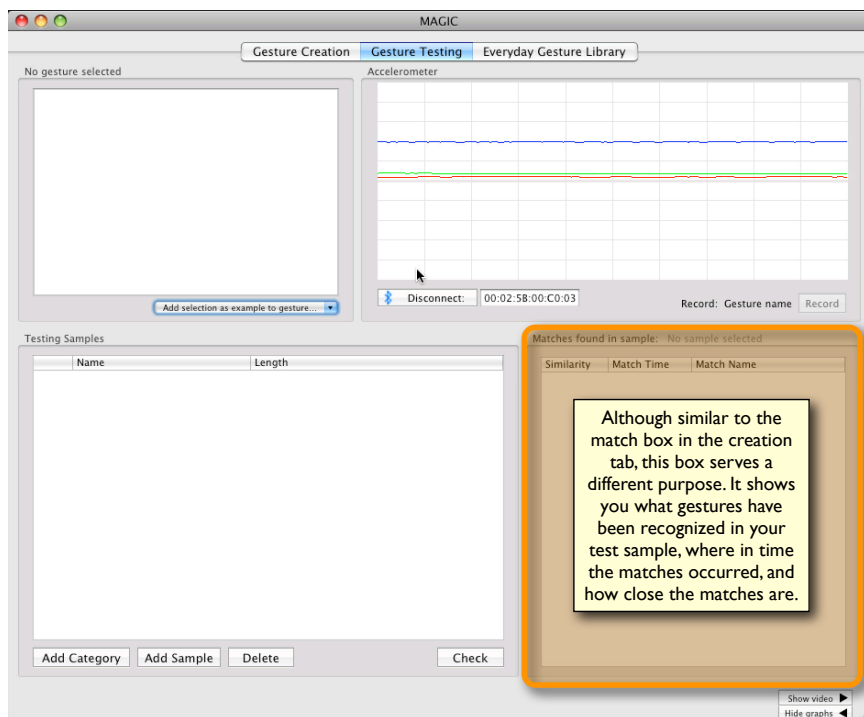 MAGIC
Gesture Creation Gesture Testing Everyday Gesture Library
No gesture selected
Add selection as example to gesture...
Accelerometer
Disconnect: 00:02:5B:00:C0:03
Record: Gesture name Record
Testing Samples
Name Length
Add Category Add Sample Delete Check
Matches found in sample: No sample selected
Similarity Match Time Match Name
Although similar to the
match box in the creation
tab, this box serves a
different purpose. It shows
you what gestures have
been recognized in your
test sample, where in time
the matches occurred, and
how close the matches are.
Show video
Hide graphs